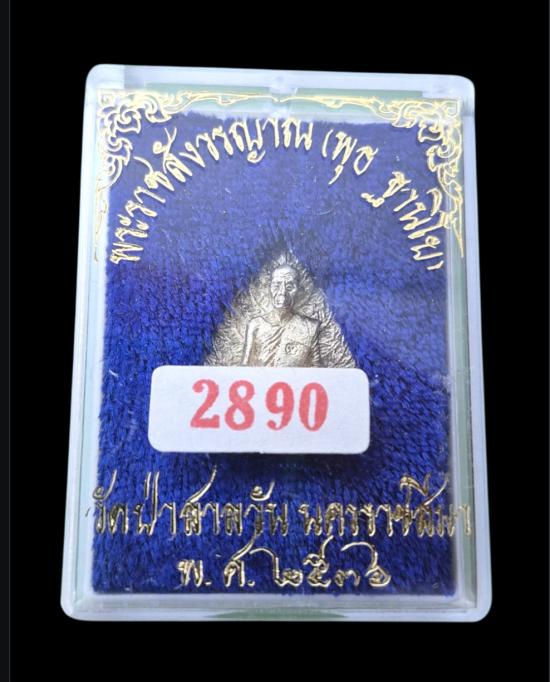 พระราชสังวรญาณ (พุธ ฐานิโย)
2890
วัดป่าสาลวัน นครราชสีมา
พ.ศ. ๒๕๓๖